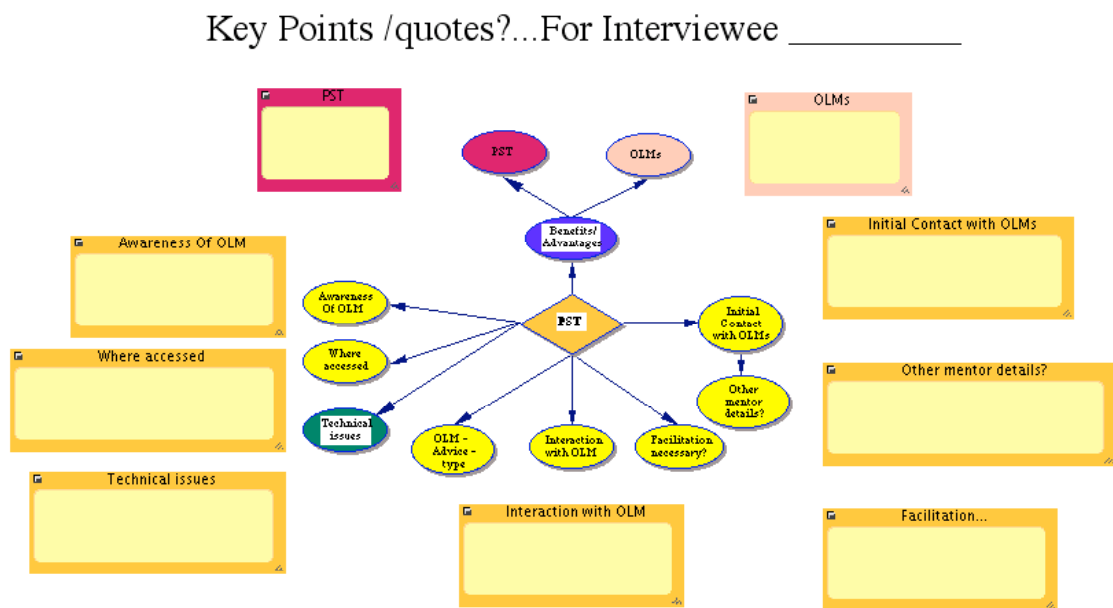 Key Points /quotes?...For Interviewee __________
PST
OLMs
PST
OLMs
Benefits/
Advantages
Awareness Of OLM
Initial Contact with OLMs
Awareness
Of OLM
PST
Initial
Contact
with OLMs
Where accessed
Where
accessed
Other mentor details?
Other
mentor
details?
Technical
issues
OLM -
Advice -
type
Interaction
with OLM
Facilitation
necessary?
Technical issues
Interaction with OLM
Facilitation...